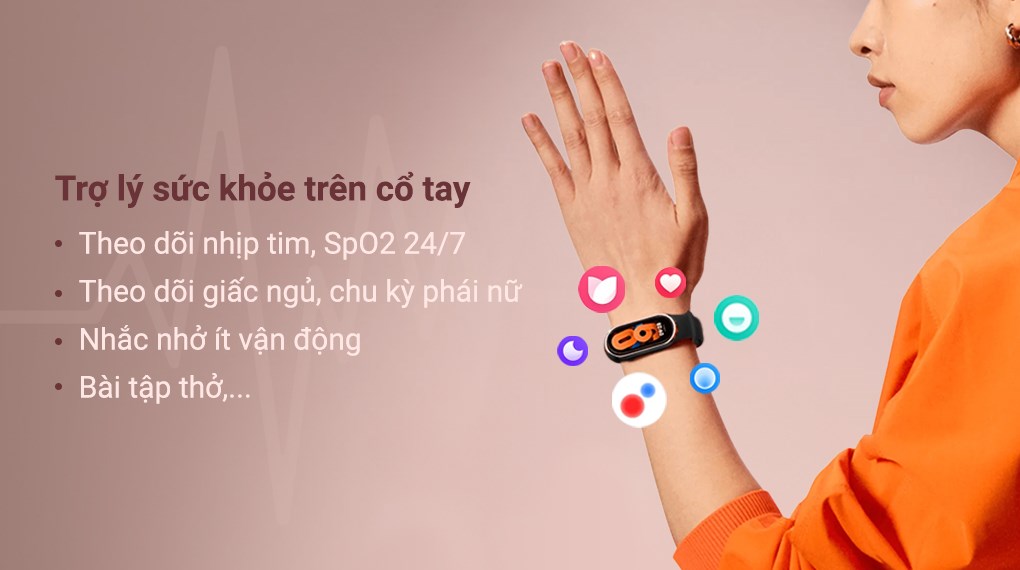 Trợ lý sức khỏe trên cổ tay
• Theo dõi nhịp tim, SpO2 24/7
• Theo dõi giấc ngủ, chu kỳ phái nữ
• Nhắc nhở ít vận động
• Bài tập thở,...